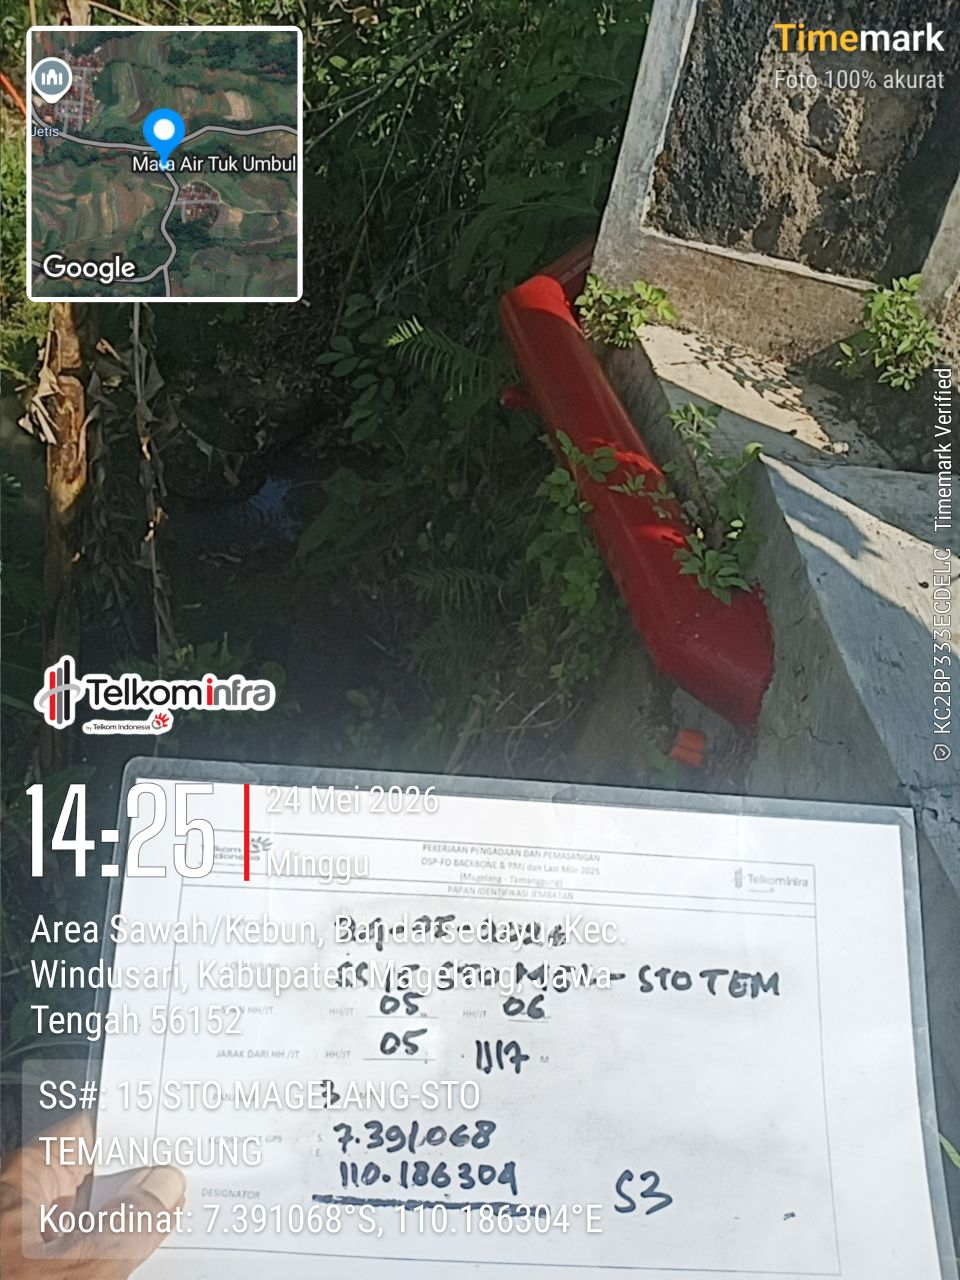 Timemark
Foto 100% akurat
Jetis
Mata Air Tuk Umbul
Google
KC2BP333ECDELC Timemark Verified
Telkominfra
by Telkom Indonesia
14:25
24 Mei 2026
Minggu
PEKERJAAN PENGADAAN DAN PEMASANGAN
OSP-FO BACKBONE & RMJ dan Last Mile 2025
(Magelang - Temanggung)
Telkominfra
PAPAN IDENTIFIKASI JEMBATAN
Area Sawah/Kebun, Bandarsedayu, Kec.
Windusari, Kabupaten Magelang, Jawa
Tengah 56152
STO TEM
HH/JT 05 HH/JT 06
JARAK DARI HH /JT : HH/JT 05 1117 M
SS#: 15 STO MAGELANG-STO
TEMANGGUNG
GPS S. 7.391068
E. 110.186304
DESIGNATOR S3
Koordinat: 7.391068°S, 110.186304°E